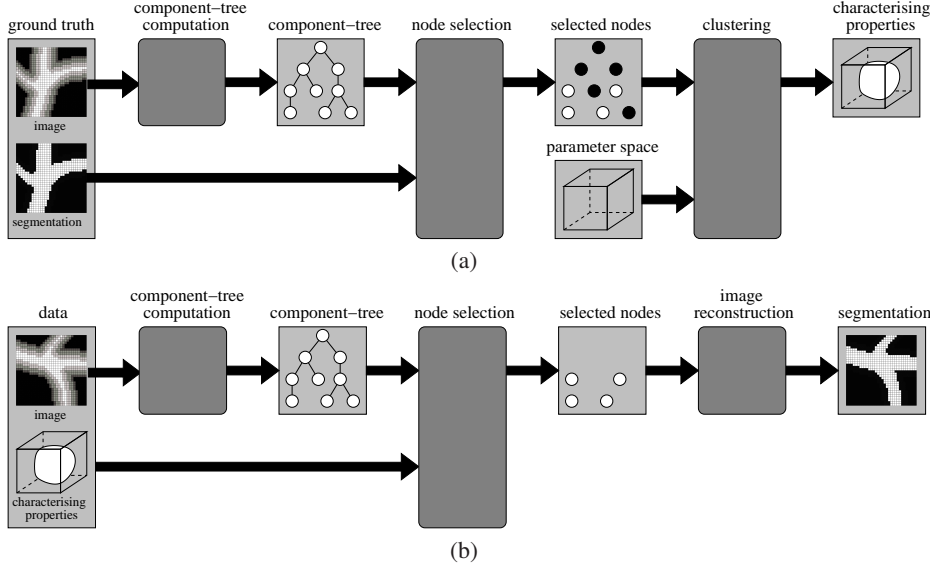 ground truth
component−tree
computation
component−tree
node selection
selected nodes
clustering
characterising
properties
image
segmentation
parameter space
(a)
data
component−tree
computation
component−tree
node selection
selected nodes
image
reconstruction
segmentation
image
characterising
properties
(b)